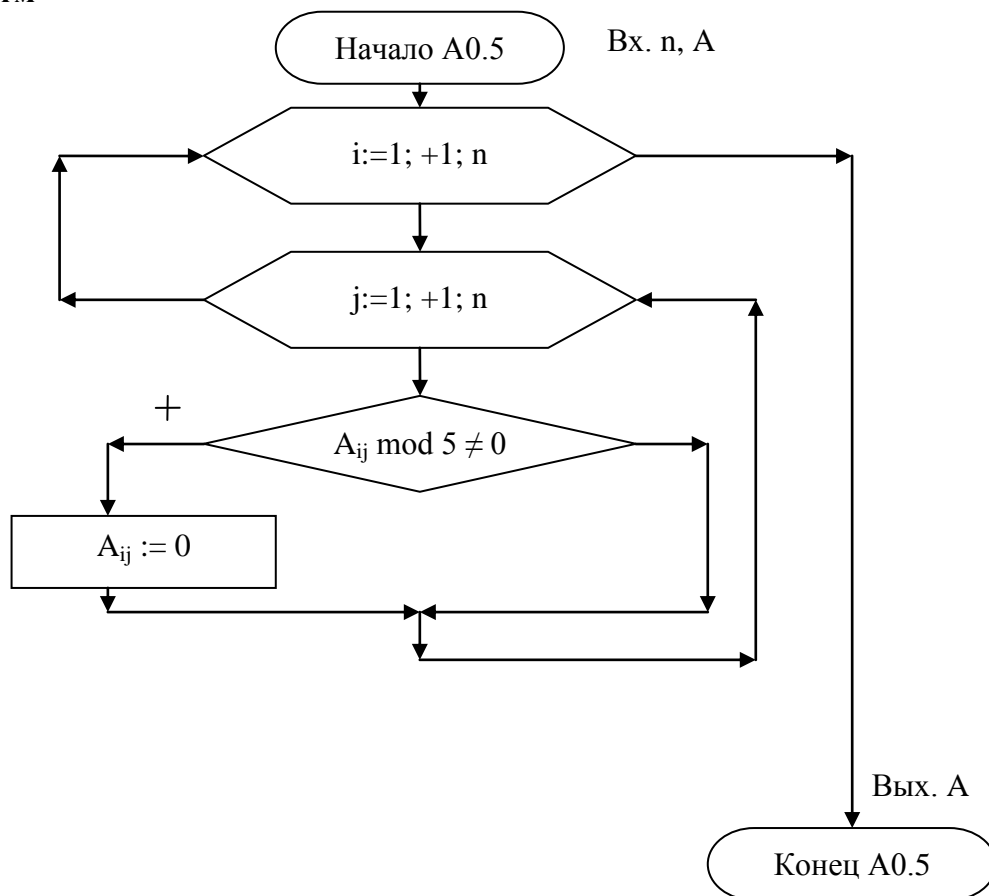 Начало A0.5
Вх. n, A
i:=1; +1; n
j:=1; +1; n
+
Aij mod 5 ≠ 0
Aij := 0
Вых. A
Конец A0.5